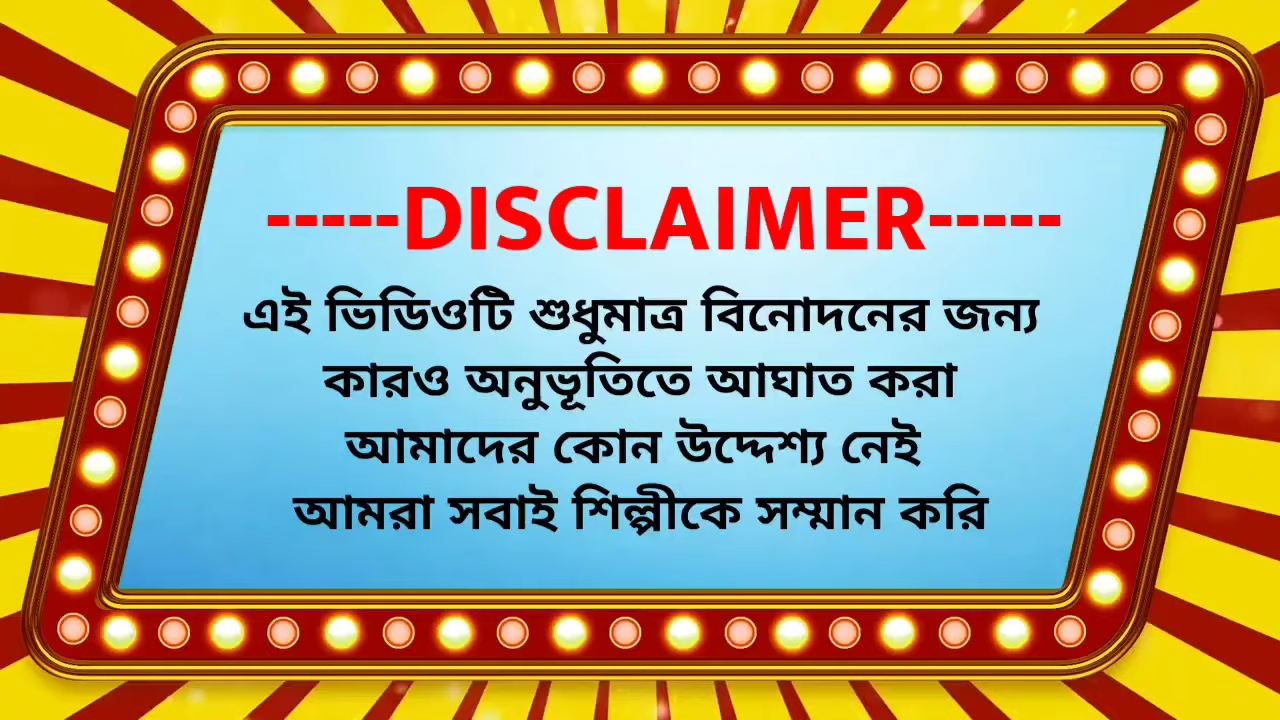 -----DISCLAIMER-----
এই ভিডিওটি শুধুমাত্র বিনোদনের জন্য
কারও অনুভূতিতে আঘাত করা
আমাদের কোন উদ্দেশ্য নেই
আমরা সবাই শিল্পীকে সম্মান করি